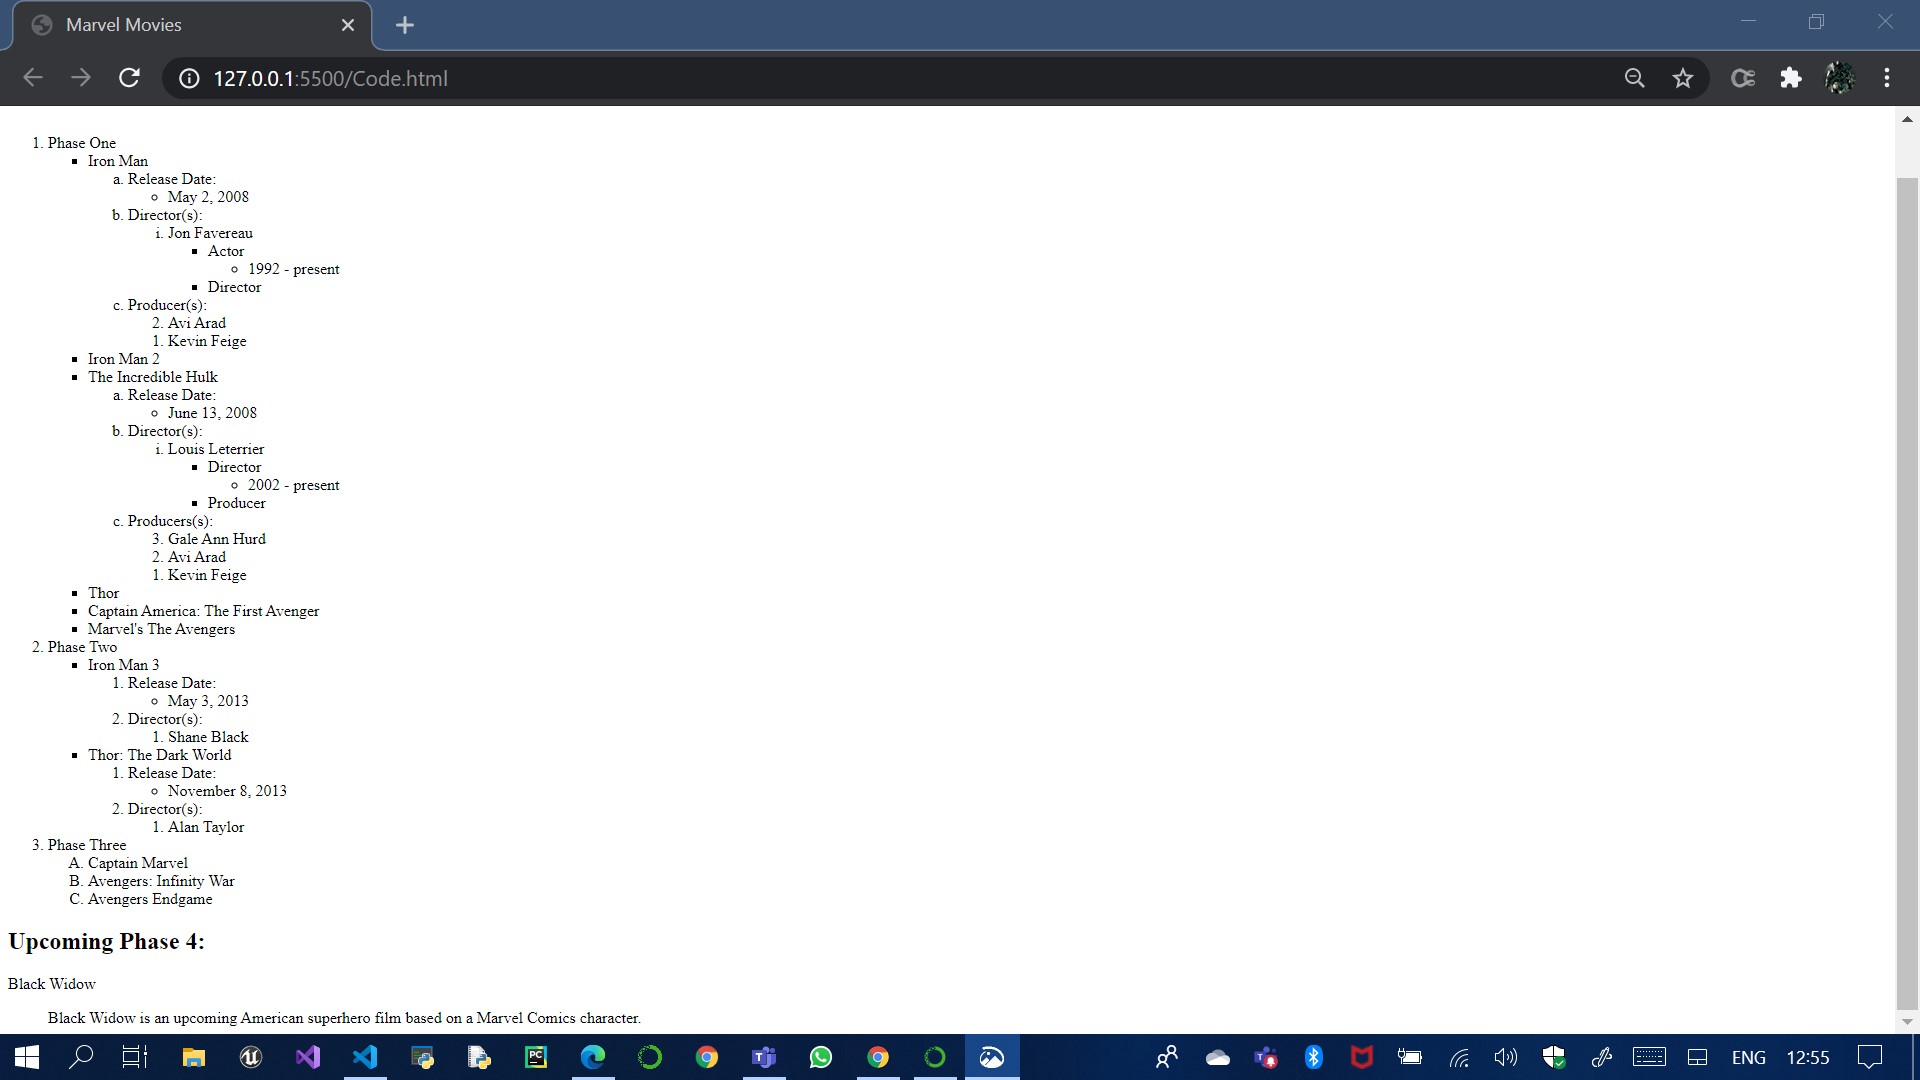 Marvel Movies
127.0.0.1:5500/Code.html
1. Phase One
▪ Iron Man
a. Release Date:
◦ May 2, 2008
b. Director(s):
i. Jon Favereau
▪ Actor
◦ 1992 - present
▪ Director
c. Producer(s):
2. Avi Arad
1. Kevin Feige
▪ Iron Man 2
▪ The Incredible Hulk
a. Release Date:
◦ June 13, 2008
b. Director(s):
i. Louis Leterrier
▪ Director
◦ 2002 - present
▪ Producer
c. Producers(s):
3. Gale Ann Hurd
2. Avi Arad
1. Kevin Feige
▪ Thor
▪ Captain America: The First Avenger
▪ Marvel's The Avengers
2. Phase Two
▪ Iron Man 3
1. Release Date:
◦ May 3, 2013
2. Director(s):
1. Shane Black
▪ Thor: The Dark World
1. Release Date:
◦ November 8, 2013
2. Director(s):
1. Alan Taylor
3. Phase Three
A. Captain Marvel
B. Avengers: Infinity War
C. Avengers Endgame
Upcoming Phase 4:
Black Widow
Black Widow is an upcoming American superhero film based on a Marvel Comics character.
PC
ENG 12:55